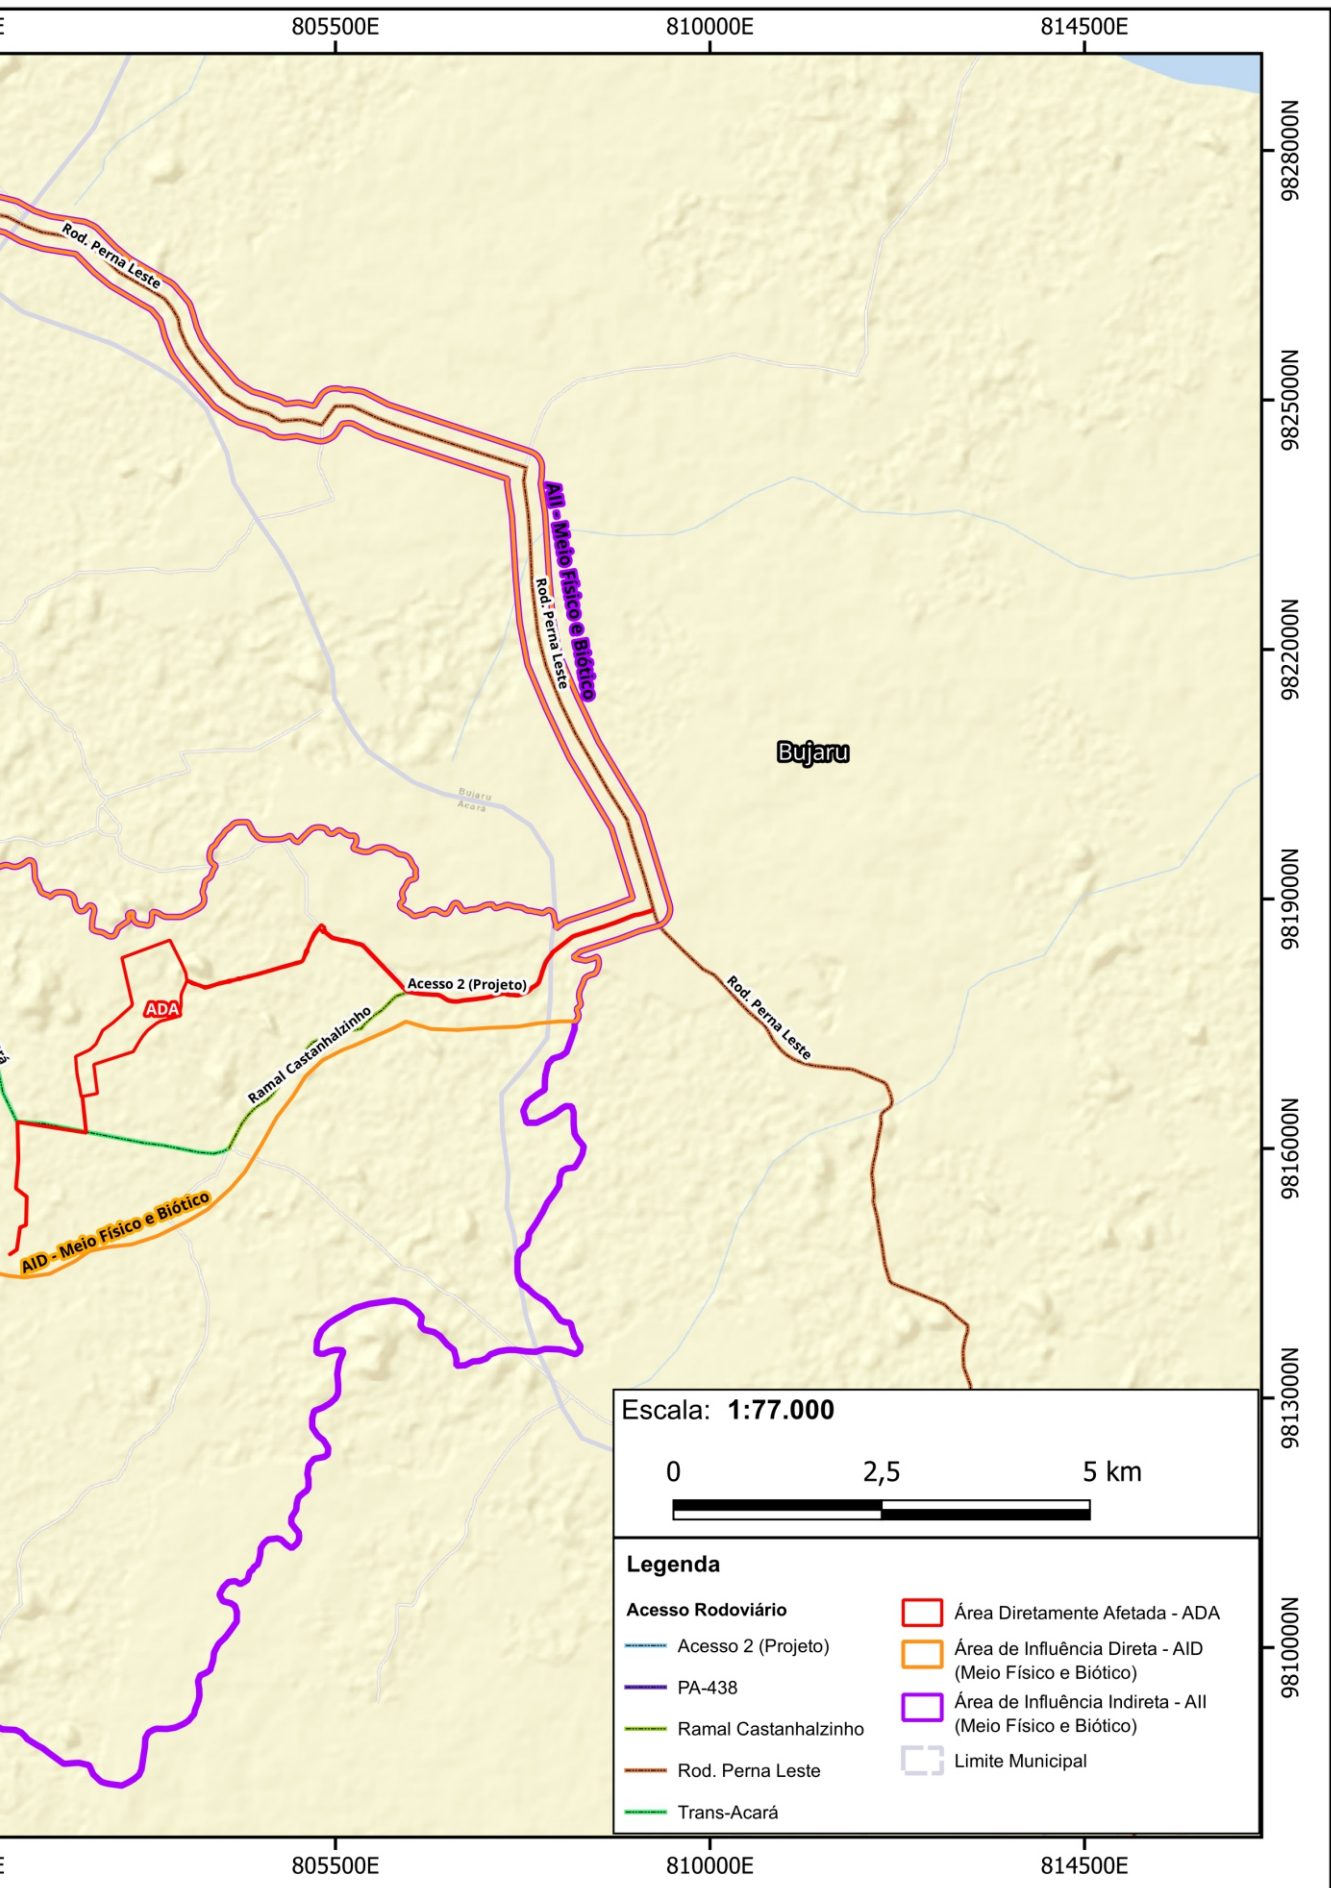 805500E
810000E
814500E
9828000N
Rod. Perna Leste
9825000N
AII - Meio Físico e Biótico
Rod. Perna Leste
9822000N
Bujaru
Bujaru
Acará
9819000N
Acesso 2 (Projeto)
Rod. Perna Leste
ADA
Ramal Castanhalzinho
9816000N
AID - Meio Físico e Biótico
9813000N
Escala: 1:77.000
0 2,5 5 km
Legenda
Acesso Rodoviário
Acesso 2 (Projeto)
PA-438
Ramal Castanhalzinho
Rod. Perna Leste
Trans-Acará
Área Diretamente Afetada - ADA
Área de Influência Direta - AID
(Meio Físico e Biótico)
Área de Influência Indireta - AII
(Meio Físico e Biótico)
Limite Municipal
9810000N
805500E
810000E
814500E